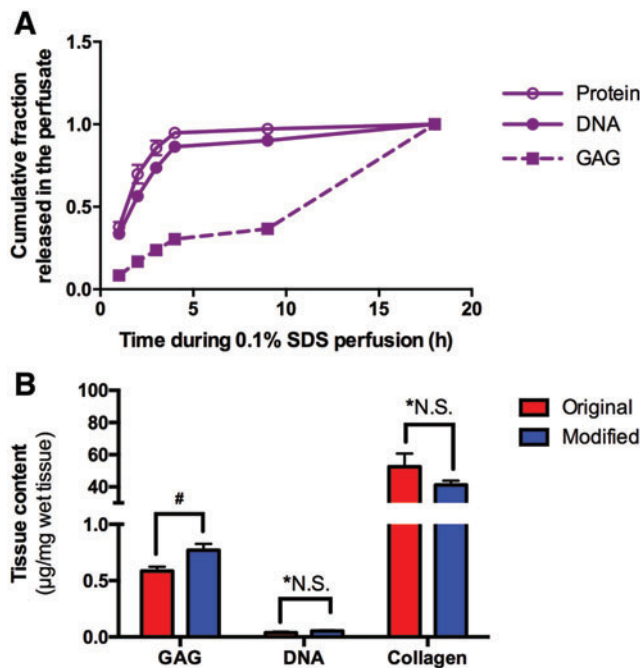 A
Cumulative fraction
released in the perfusate
1.5
1.0
0.5
0.0
0
5
10
15
20
Time during 0.1% SDS perfusion (h)
Protein
DNA
GAG
B
Tissue content
(µg/mg wet tissue)
100
80
60
40
1.0
0.5
0.0
#
*N.S.
*N.S.
GAG
DNA
Collagen
Original
Modified